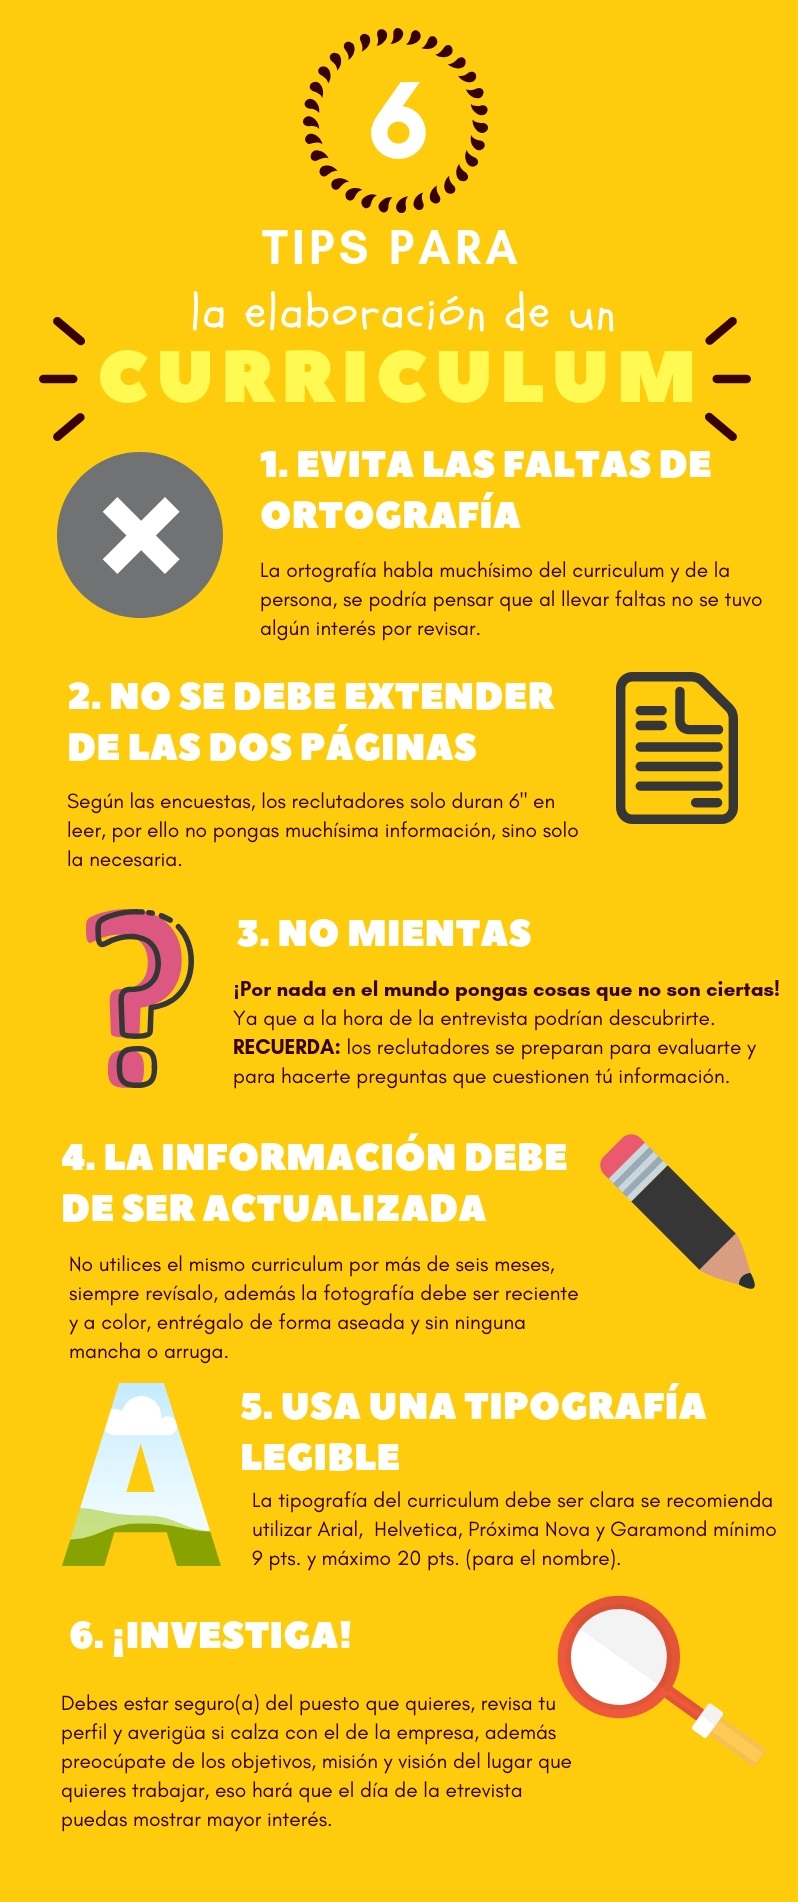 6
TIPS PARA
la elaboración de un
CURRICULUM
1. EVITA LAS FALTAS DE
ORTOGRAFÍA
La ortografía habla muchísimo del curriculum y de la
persona, se podría pensar que al llevar faltas no se tuvo
algún interés por revisar.
2. NO SE DEBE EXTENDER
DE LAS DOS PÁGINAS
Según las encuestas, los reclutadores solo duran 6" en
leer, por ello no pongas muchísima información, sino solo
la necesaria.
3. NO MIENTAS
¡Por nada en el mundo pongas cosas que no son ciertas!
Ya que a la hora de la entrevista podrían descubrirte.
RECUERDA: los reclutadores se preparan para evaluarte y
para hacerte preguntas que cuestionen tú información.
4. LA INFORMACIÓN DEBE
DE SER ACTUALIZADA
No utilices el mismo curriculum por más de seis meses,
siempre revísalo, además la fotografía debe ser reciente
y a color, entrégalo de forma aseada y sin ninguna
mancha o arruga.
5. USA UNA TIPOGRAFÍA
LEGIBLE
La tipografía del curriculum debe ser clara se recomienda
utilizar Arial,  Helvetica, Próxima Nova y Garamond mínimo
9 pts. y máximo 20 pts. (para el nombre).
6. ¡INVESTIGA!
Debes estar seguro(a) del puesto que quieres, revisa tu
perfil y averigüa si calza con el de la empresa, además
preocúpate de los objetivos, misión y visión del lugar que
quieres trabajar, eso hará que el día de la etrevista
puedas mostrar mayor interés.